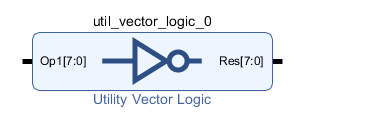 util_vector_logic_0
Op1[7:0] Res[7:0]
Utility Vector Logic